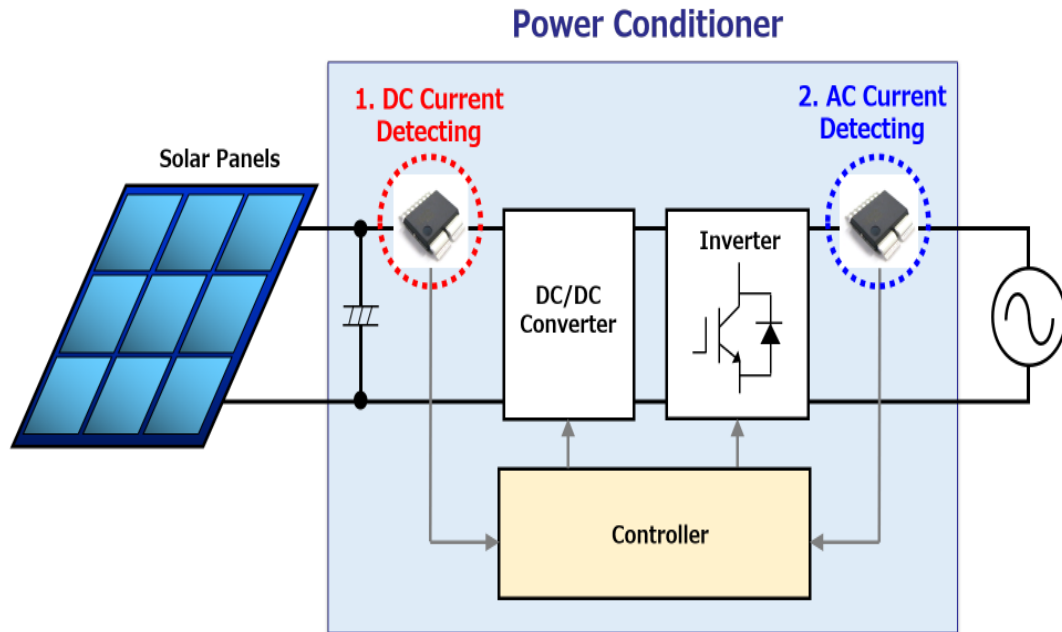 Power Conditioner
1. DC Current
Detecting
2. AC Current
Detecting
Solar Panels
DC/DC
Converter
Inverter
Controller